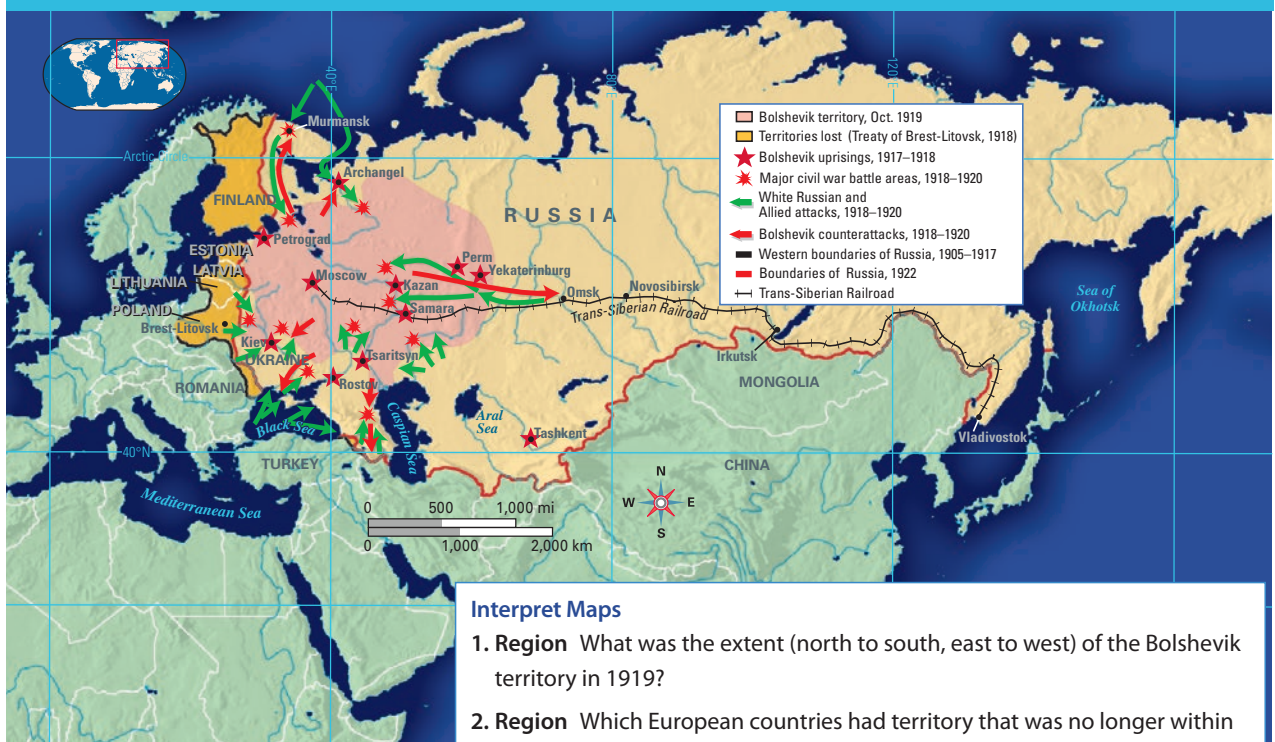 40°E
80°E
120°E
Murmansk
Arctic Circle
Archangel
FINLAND
RUSSIA
Petrograd
ESTONIA
LATVIA
LITHUANIA
POLAND
Brest-Litovsk
Moscow
Perm
Yekaterinburg
Kazan
Samara
Omsk
Novosibirsk
Trans-Siberian Railroad
Kiev
UKRAINE
Tsaritsyn
ROMANIA
Rostov
Irkutsk
MONGOLIA
Sea of
Okhotsk
Black Sea
Caspian Sea
Aral
Sea
Tashkent
Vladivostok
40°N
TURKEY
CHINA
Mediterranean Sea
Bolshevik territory, Oct. 1919
Territories lost (Treaty of Brest-Litovsk, 1918)
Bolshevik uprisings, 1917–1918
Major civil war battle areas, 1918–1920
White Russian and
Allied attacks, 1918–1920
Bolshevik counterattacks, 1918–1920
Western boundaries of Russia, 1905–1917
Boundaries of Russia, 1922
Trans-Siberian Railroad
N
W E
S
0 500 1,000 mi
0 1,000 2,000 km
Interpret Maps
1. Region What was the extent (north to south, east to west) of the Bolshevik
territory in 1919?
2. Region Which European countries had territory that was no longer within